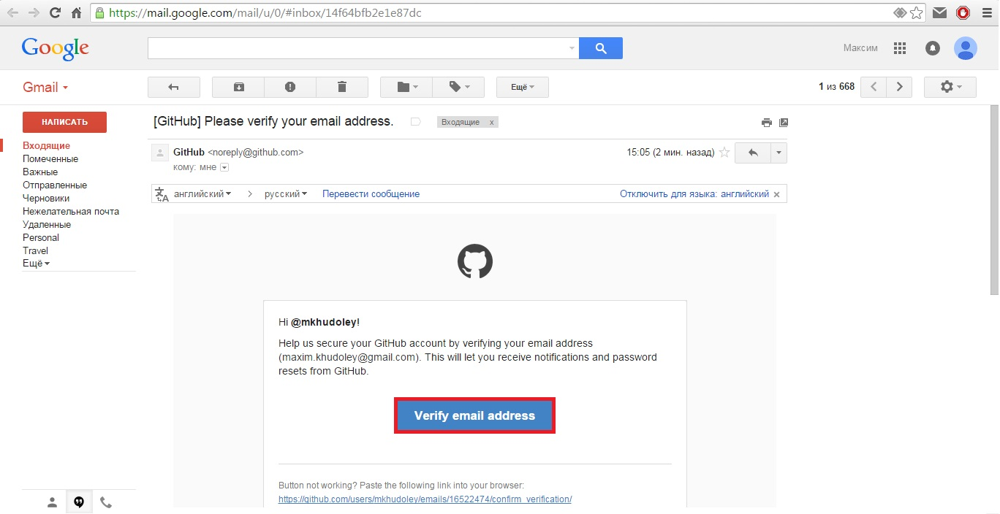 https://mail.google.com/mail/u/0/#inbox/14f64bfb2e1e87dc
Google
Максим
Gmail
Ещё
1 из 668
НАПИСАТЬ
[GitHub] Please verify your email address.
Входящие x
Входящие
Помеченные
Важные
Отправленные
Черновики
Нежелательная почта
Удаленные
Personal
Travel
Ещё
GitHub <noreply@github.com>
15:05 (2 мин. назад)
кому: мне
английский > русский Перевести сообщение
Отключить для языка: английский x
Hi @mkhudoley!
Help us secure your GitHub account by verifying your email address
(maxim.khudoley@gmail.com). This will let you receive notifications and password
resets from GitHub.
Verify email address
Button not working? Paste the following link into your browser:
https://github.com/users/mkhudoley/emails/16522474/confirm_verification/